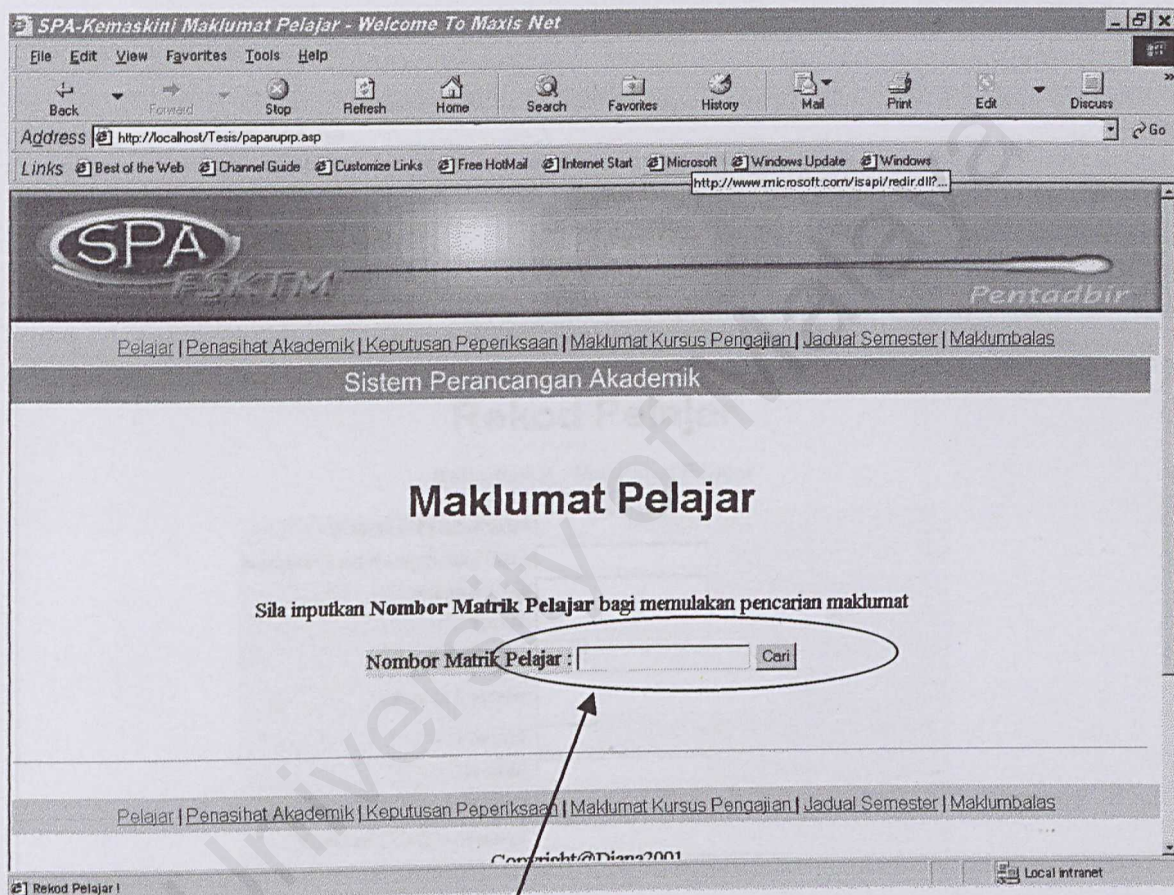 SPA-Kemaskini Maklumat Pelajar - Welcome To Maxis Net
File Edit View Favorites Tools Help
Back Forward Stop Refresh Home Search Favorites History Mail Print Edit Discuss
Address http://localhost/Tesis/paparuprp.asp Go
Links Best of the Web Channel Guide Customize Links Free HotMail Internet Start Microsoft Windows Update Windows
http://www.microsoft.com/isapi/redir.dll?...
SPA
FSKTM
Pentadbir
Pelajar | Penasihat Akademik | Keputusan Peperiksaan | Maklumat Kursus Pengajian | Jadual Semester | Maklumbalas
Sistem Perancangan Akademik
Maklumat Pelajar
Sila inputkan Nombor Matrik Pelajar bagi memulakan pencarian maklumat
Nombor Matrik Pelajar : Cari
Pelajar | Penasihat Akademik | Keputusan Peperiksaan | Maklumat Kursus Pengajian | Jadual Semester | Maklumbalas
Copyright@Diana2001
Rekod Pelajar ! Local intranet
University of Malaya